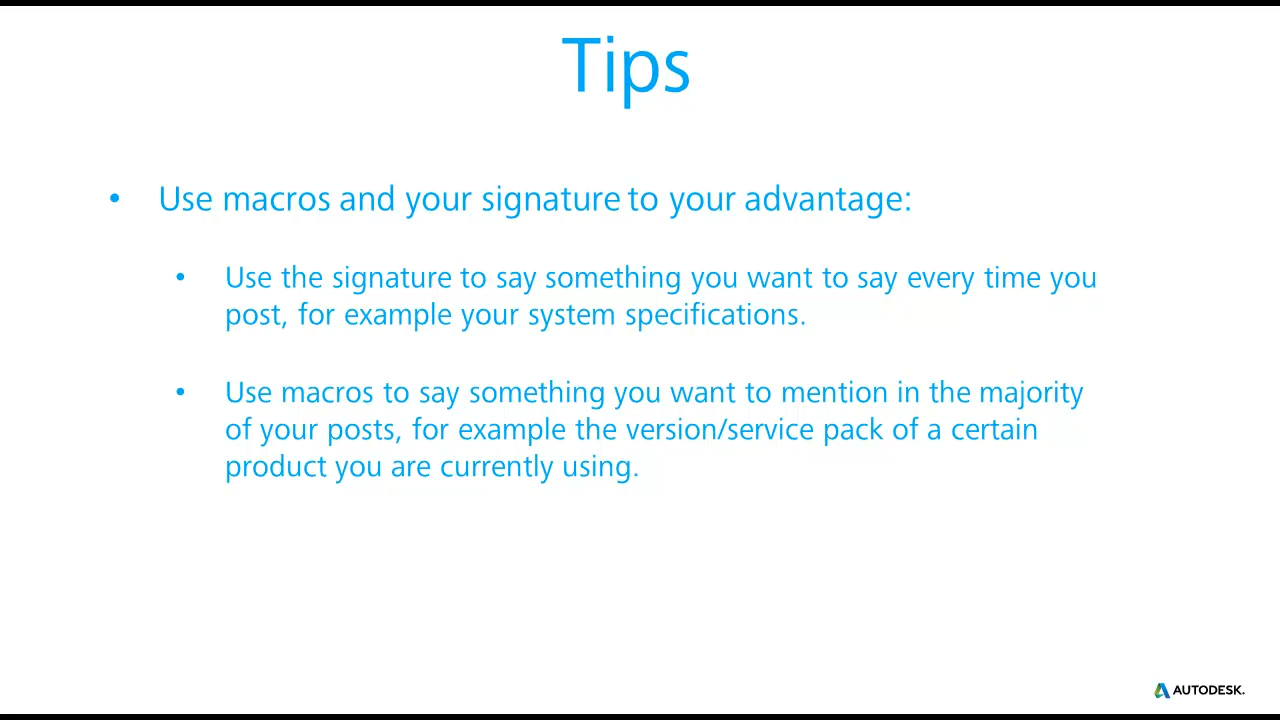 Tips
• Use macros and your signature to your advantage:
• Use the signature to say something you want to say every time you
post, for example your system specifications.
• Use macros to say something you want to mention in the majority
of your posts, for example the version/service pack of a certain
product you are currently using.
AUTODESK.